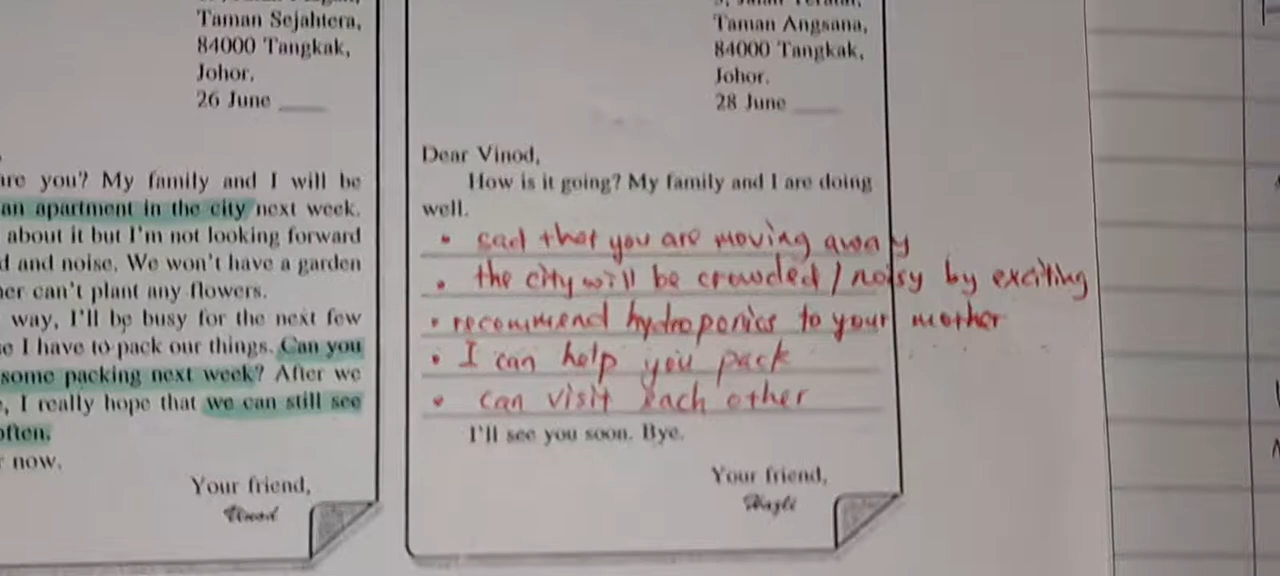 Taman Sejahtera,
84000 Tangkak,
Johor.
26 June ____
are you? My family and I will be
an apartment in the city next week.
about it but I'm not looking forward
d and noise. We won't have a garden
her can't plant any flowers.
way, I'll be busy for the next few
se I have to pack our things. Can you
some packing next week? After we
e, I really hope that we can still see
often.
now.
Your friend,
Vinod
Taman Angsana,
84000 Tangkak,
Johor.
28 June ____
Dear Vinod,
How is it going? My family and I are doing
well.
• sad that you are moving away
• the city will be crowded / noisy by exciting
• recommend hydroponics to your mother
• I can help you pack
• can visit each other
I'll see you soon. Bye.
Your friend,